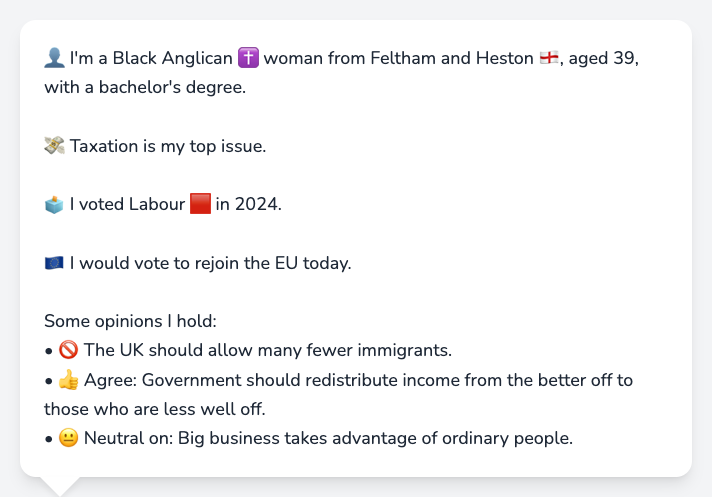 👤 I'm a Black Anglican ✝️ woman from Feltham and Heston 🏴󠁧󠁢󠁥󠁮󠁧󠁿, aged 39,
with a bachelor's degree.
💸 Taxation is my top issue.
🗳️ I voted Labour 🟥 in 2024.
🇪🇺 I would vote to rejoin the EU today.
Some opinions I hold:
• 🚫 The UK should allow many fewer immigrants.
• 👍 Agree: Government should redistribute income from the better off to
those who are less well off.
• 😐 Neutral on: Big business takes advantage of ordinary people.